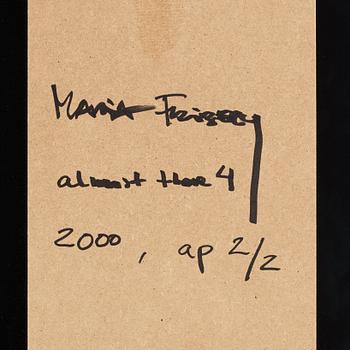 Maria Friberg
almost there 4
2000, ap 2/2